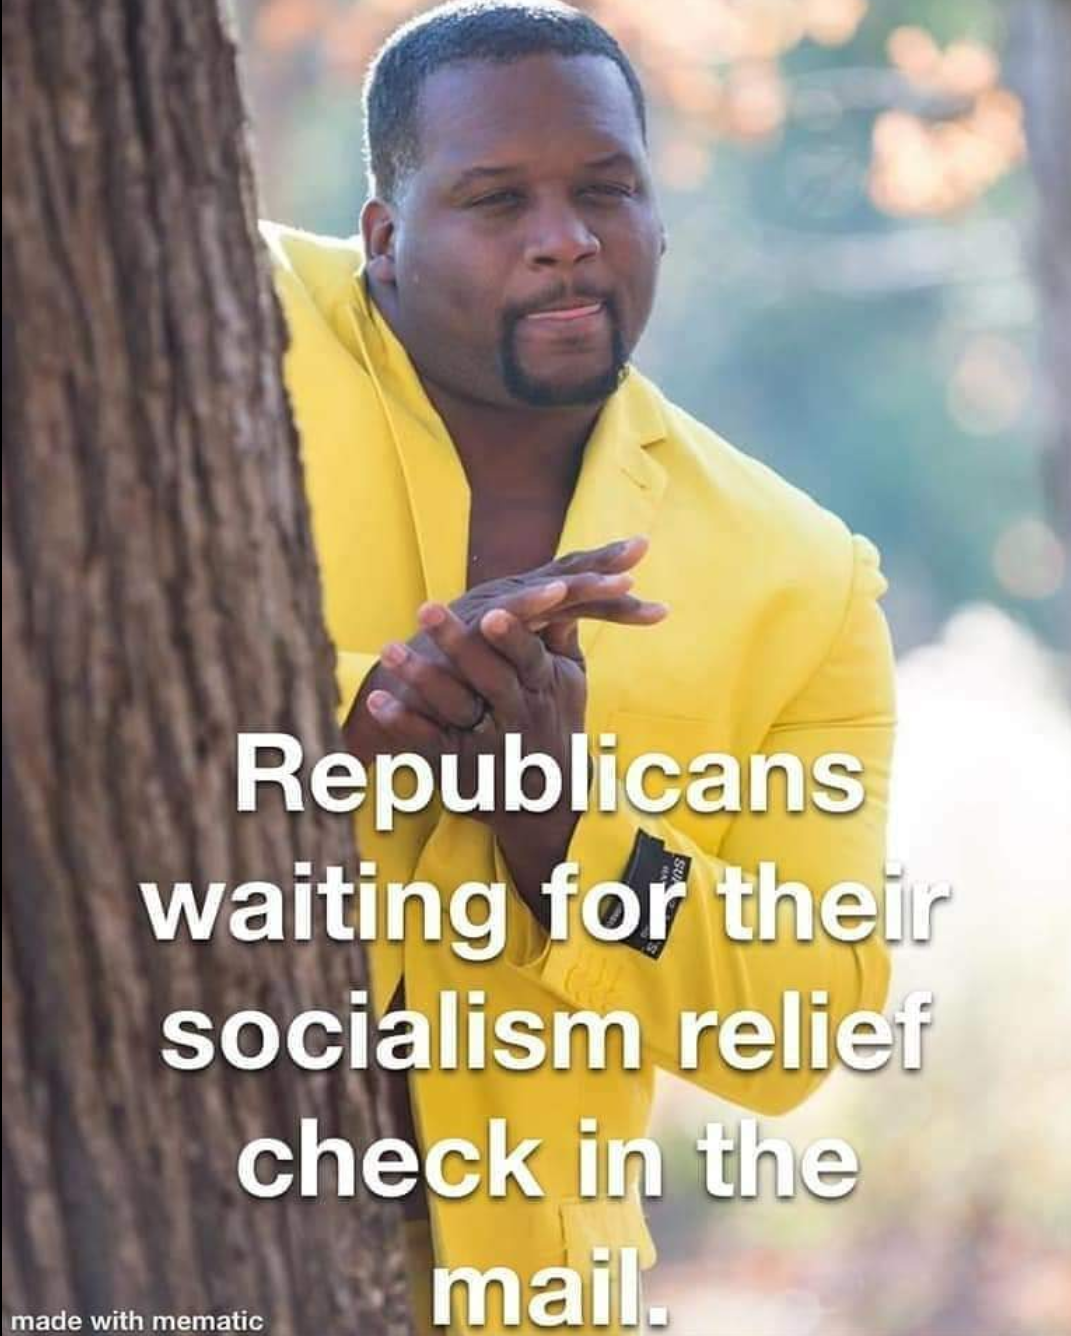 Republicans
waiting for their
socialism relief
check in the
mail.
made with mematic